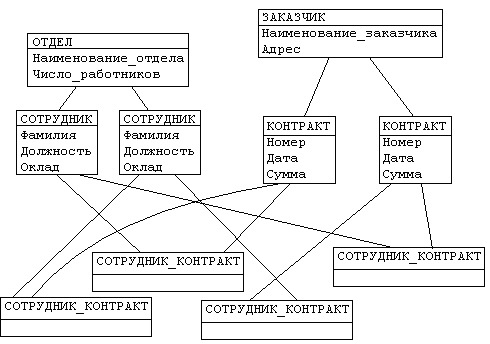 ЗАКАЗЧИК
Наименование_заказчика
Адрес
ОТДЕЛ
Наименование_отдела
Число_работников
СОТРУДНИК
Фамилия
Должность
Оклад
СОТРУДНИК
Фамилия
Должность
Оклад
КОНТРАКТ
Номер
Дата
Сумма
КОНТРАКТ
Номер
Дата
Сумма
СОТРУДНИК_КОНТРАКТ
СОТРУДНИК_КОНТРАКТ
СОТРУДНИК_КОНТРАКТ
СОТРУДНИК_КОНТРАКТ